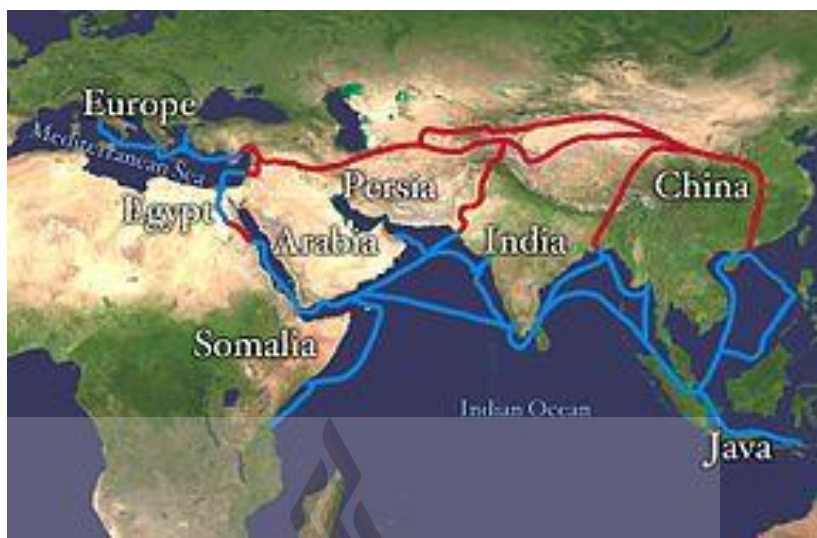 Europe
Mediterranean Sea
Egypt
Persia
Arabia
India
China
Somalia
Indian Ocean
Java